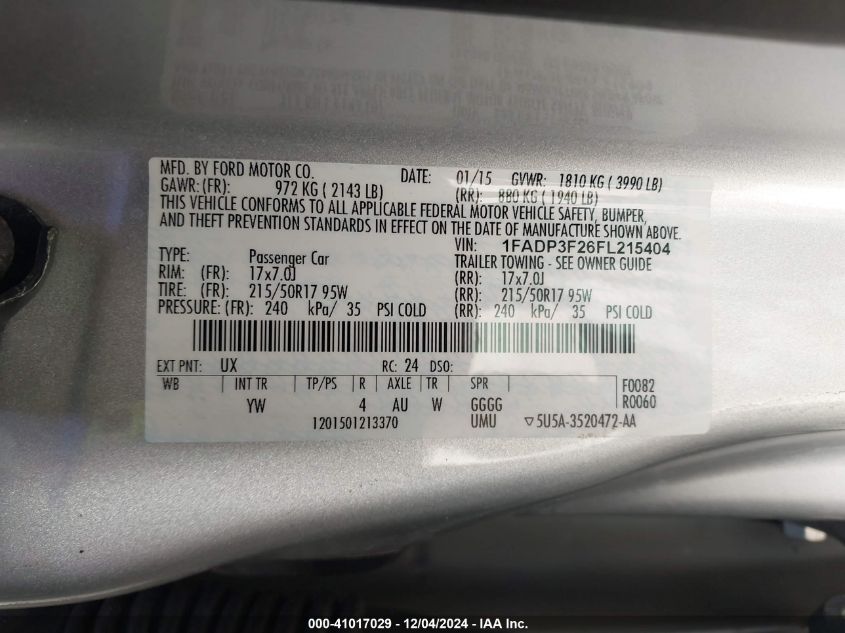 MFD. BY FORD MOTOR CO. DATE: 01/15 GVWR: 1810 KG ( 3990 LB)
GAWR: (FR): 972 KG ( 2143 LB) (RR): 880 KG ( 1940 LB)
THIS VEHICLE CONFORMS TO ALL APPLICABLE FEDERAL MOTOR VEHICLE SAFETY, BUMPER,
AND THEFT PREVENTION STANDARDS IN EFFECT ON THE DATE OF MANUFACTURE SHOWN ABOVE.
VIN: 1FADP3F26FL215404
TYPE: Passenger Car TRAILER TOWING - SEE OWNER GUIDE
RIM: (FR): 17x7.0J (RR): 17x7.0J
TIRE: (FR): 215/50R17 95W (RR): 215/50R17 95W
PRESSURE: (FR): 240 kPa/ 35 PSI COLD (RR): 240 kPa/ 35 PSI COLD
EXT PNT: UX RC: 24 DSO:
WB INT TR TP/PS R AXLE TR SPR F0082
YW 4 AU W GGGG R0060
1201501213370 UMU ▽5U5A-3520472-AA
000-41017029 - 12/04/2024 - IAA Inc.